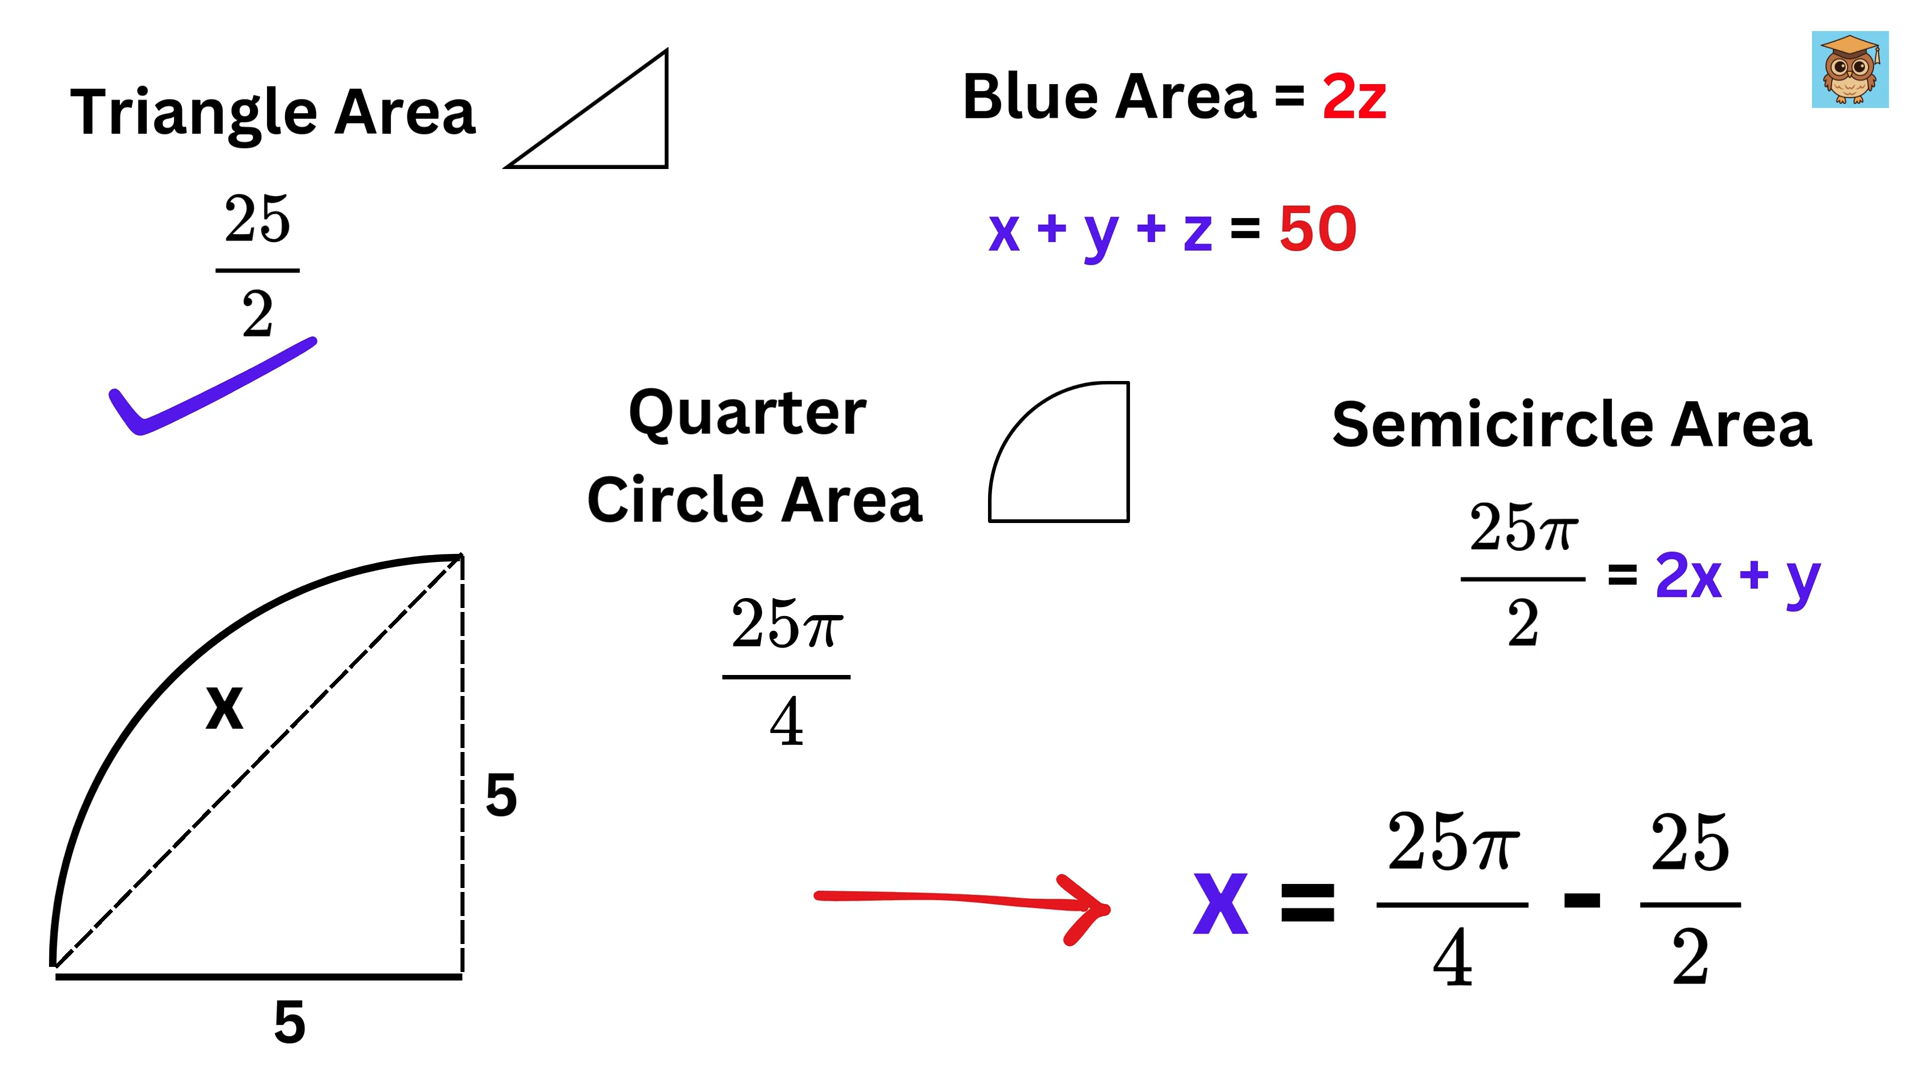 Triangle Area
25
2
Blue Area = 2z
x + y + z = 50
Quarter
Circle Area
25π
4
Semicircle Area
25π
2
= 2x + y
x
5
5
x = 25π/4 - 25/2